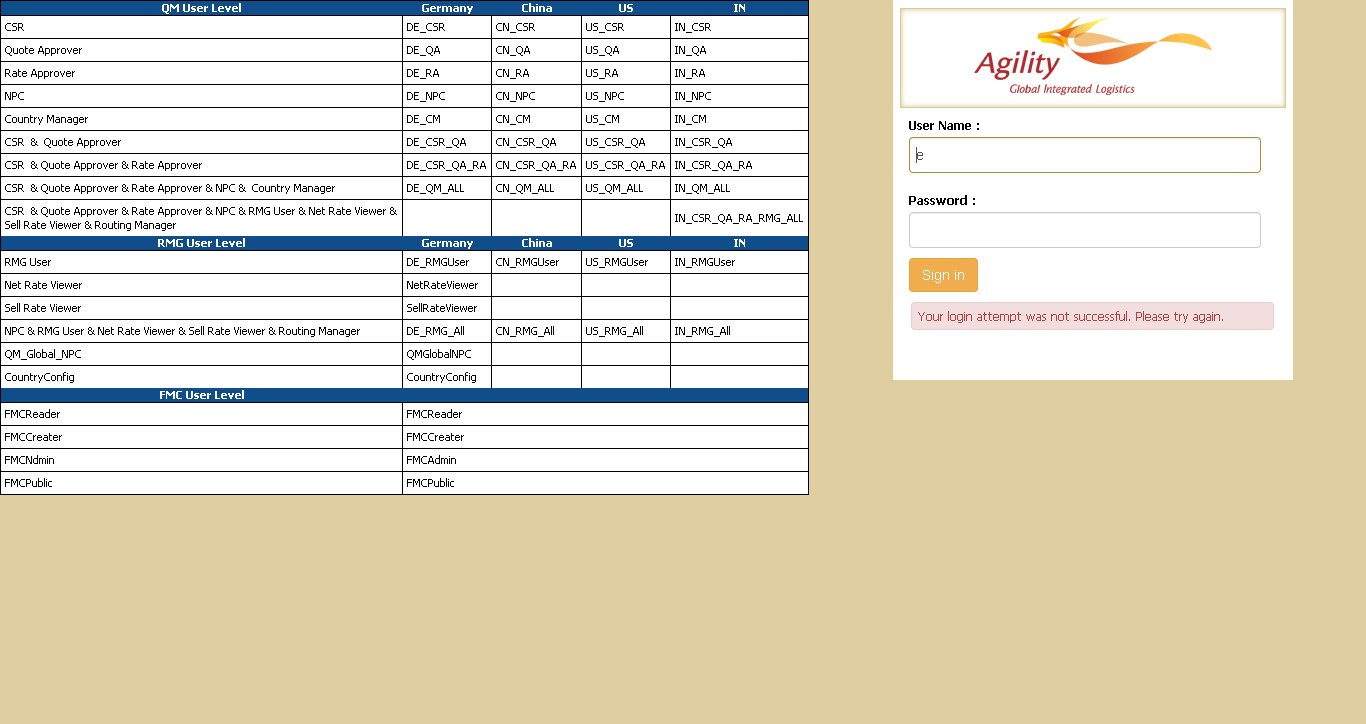 QM User Level Germany China US IN
CSR DE_CSR CN_CSR US_CSR IN_CSR
Quote Approver DE_QA CN_QA US_QA IN_QA
Rate Approver DE_RA CN_RA US_RA IN_RA
NPC DE_NPC CN_NPC US_NPC IN_NPC
Country Manager DE_CM CN_CM US_CM IN_CM
CSR & Quote Approver DE_CSR_QA CN_CSR_QA US_CSR_QA IN_CSR_QA
CSR & Quote Approver & Rate Approver DE_CSR_QA_RA CN_CSR_QA_RA US_CSR_QA_RA IN_CSR_QA_RA
CSR & Quote Approver & Rate Approver & NPC & Country Manager DE_QM_ALL CN_QM_ALL US_QM_ALL IN_QM_ALL
CSR & Quote Approver & Rate Approver & NPC & RMG User & Net Rate Viewer &
Sell Rate Viewer & Routing Manager IN_CSR_QA_RA_RMG_ALL
RMG User Level Germany China US IN
RMG User DE_RMGUser CN_RMGUser US_RMGUser IN_RMGUser
Net Rate Viewer NetRateViewer
Sell Rate Viewer SellRateViewer
NPC & RMG User & Net Rate Viewer & Sell Rate Viewer & Routing Manager DE_RMG_All CN_RMG_All US_RMG_All IN_RMG_All
QM_Global_NPC QMGlobalNPC
CountryConfig CountryConfig
FMC User Level
FMCReader FMCReader
FMCCreater FMCCreater
FMCNdmin FMCAdmin
FMCPublic FMCPublic
Agility
Global Integrated Logistics
User Name :
e
Password :
Sign in
Your login attempt was not successful. Please try again.